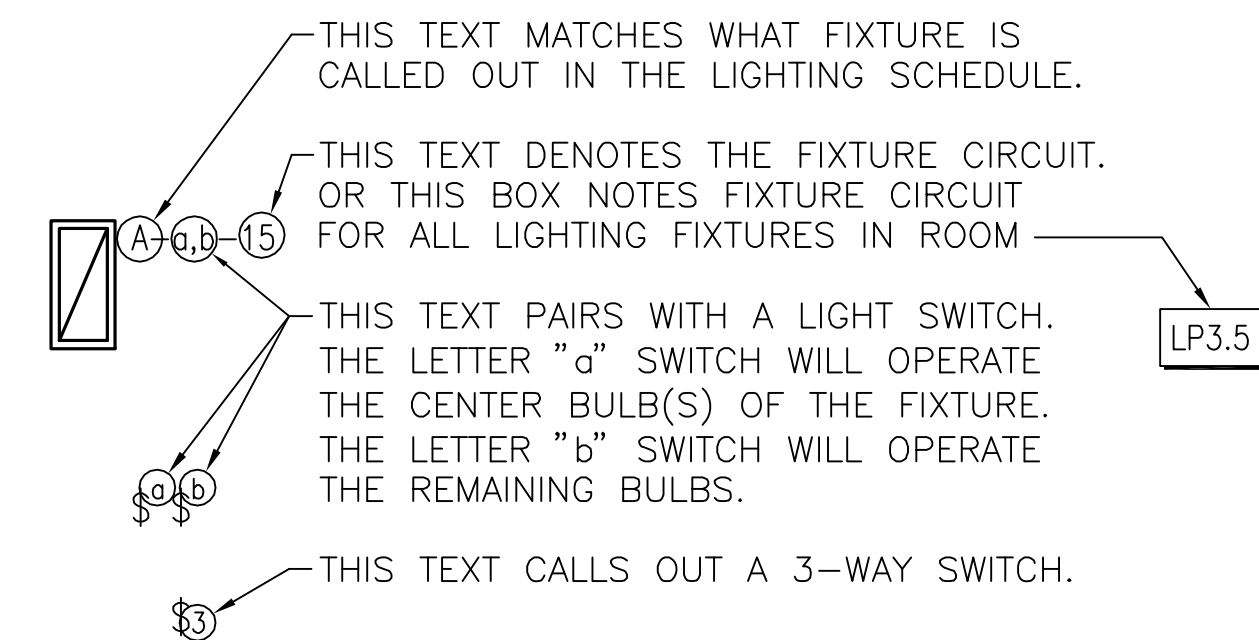 THIS TEXT MATCHES WHAT FIXTURE IS
CALLED OUT IN THE LIGHTING SCHEDULE.
THIS TEXT DENOTES THE FIXTURE CIRCUIT.
OR THIS BOX NOTES FIXTURE CIRCUIT
A-a,b-15
FOR ALL LIGHTING FIXTURES IN ROOM
THIS TEXT PAIRS WITH A LIGHT SWITCH.
LP3.5
THE LETTER "a" SWITCH WILL OPERATE
THE CENTER BULB(S) OF THE FIXTURE.
THE LETTER "b" SWITCH WILL OPERATE
THE REMAINING BULBS.
$a $b
THIS TEXT CALLS OUT A 3-WAY SWITCH.
$3